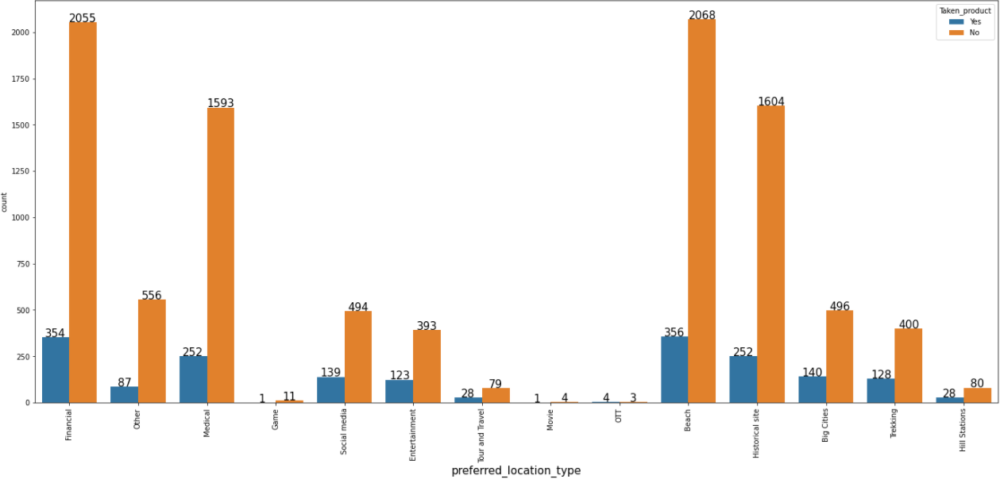 Taken_product
Yes
No
count
2000
1750
1500
1250
1000
750
500
250
0
354
2055
87
556
252
1593
1
11
139
494
123
393
28
79
1
4
4
3
356
2068
252
1604
140
496
128
400
28
80
Financial
Other
Medical
Game
Social media
Entertainment
Tour and Travel
Movie
OTT
Beach
Historical site
Big Cities
Trekking
Hill Stations
preferred_location_type